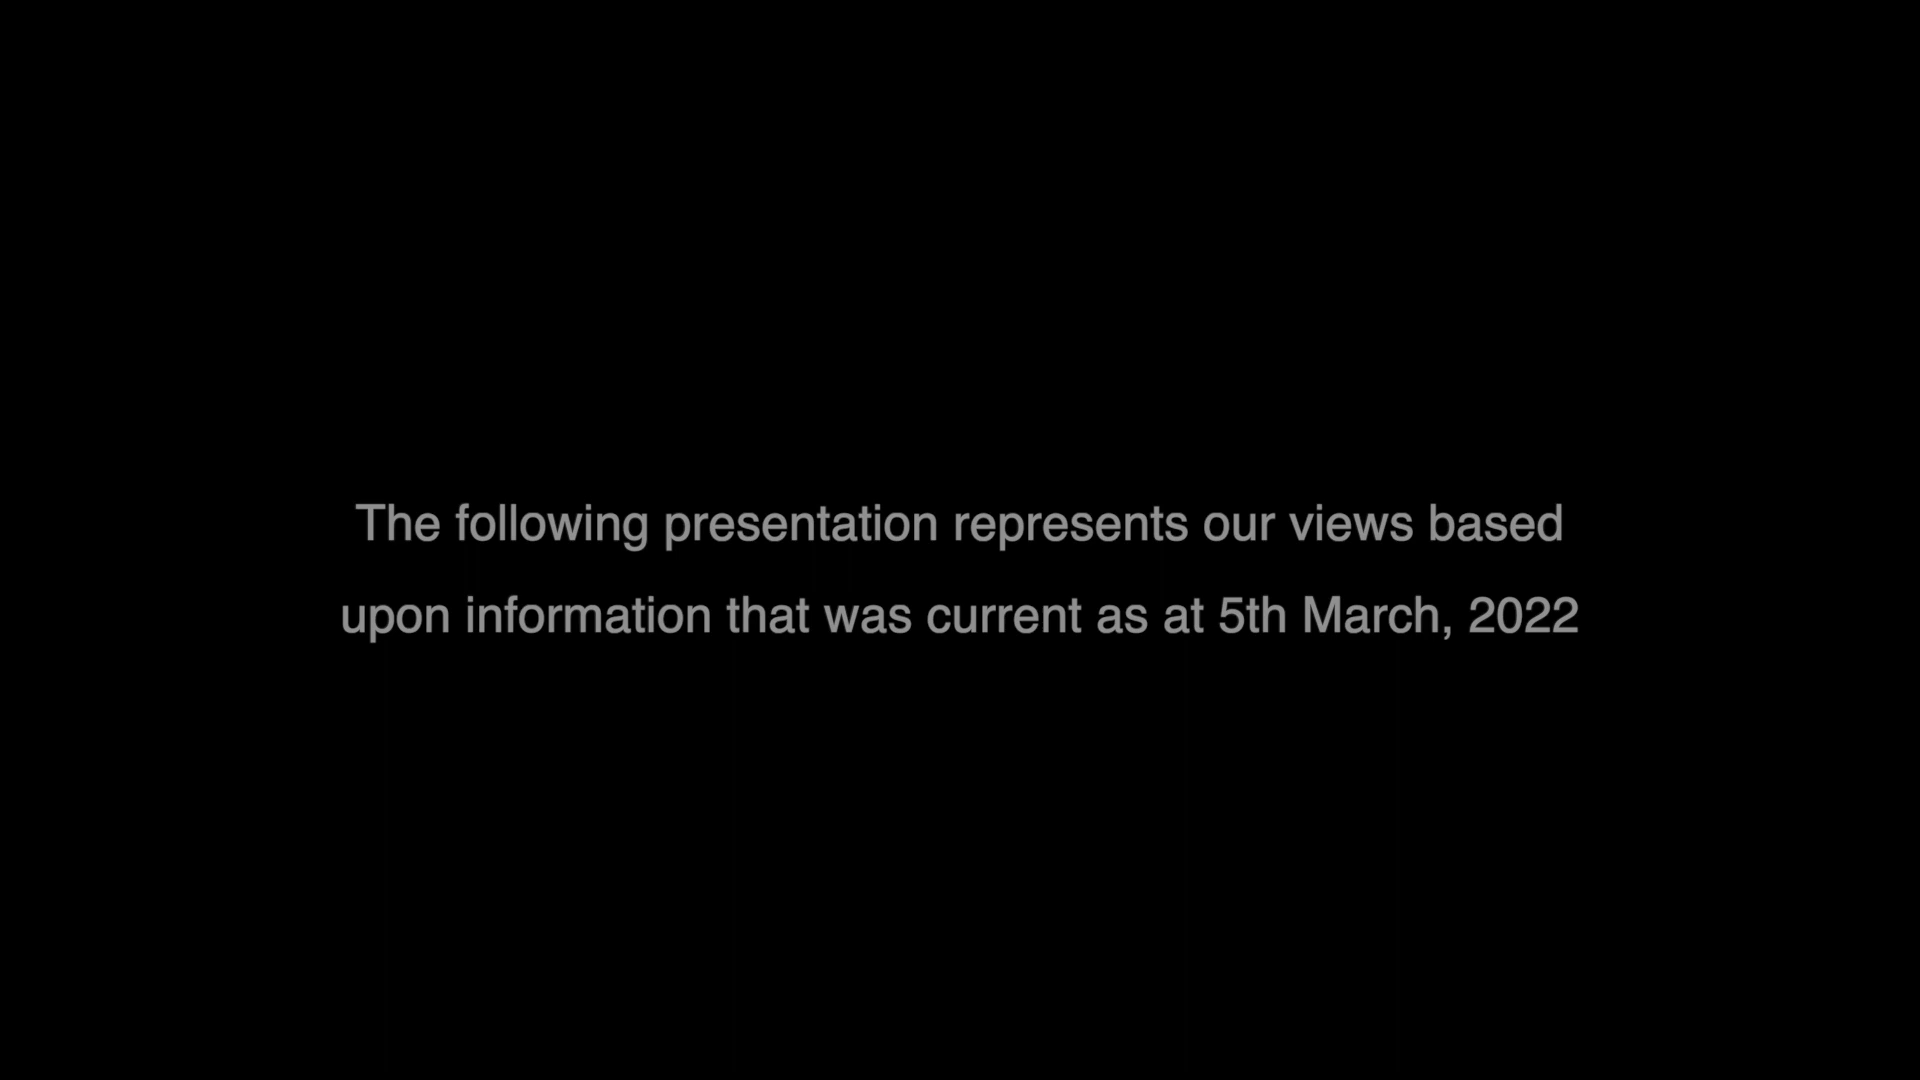 The following presentation represents our views based
upon information that was current as at 5th March, 2022